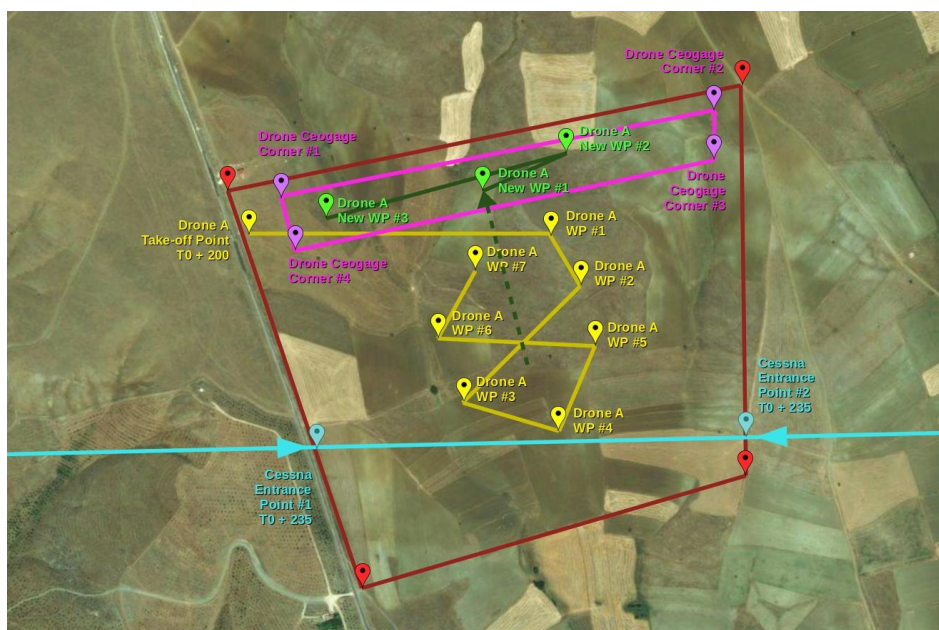 Drone Ceogage
Corner #2
Drone Ceogage
Corner #1
Drone A
New WP #2
Drone A
New WP #1
Drone A
New WP #3
Drone
Ceogage
Corner #3
Drone A
Take-off Point
T0 + 200
Drone A
WP #1
Drone Ceogage
Corner #4
Drone A
WP #7
Drone A
WP #2
Drone A
WP #6
Drone A
WP #5
Drone A
WP #3
Drone A
WP #4
Cessna
Entrance
Point #2
T0 + 235
Cessna
Entrance
Point #1
T0 + 235